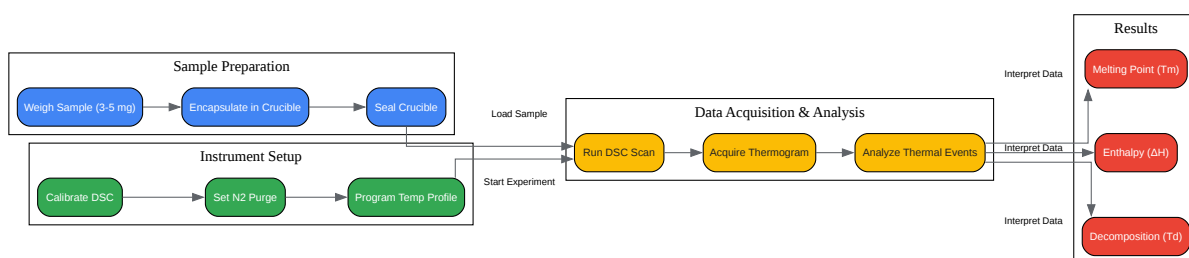 Sample Preparation
Weigh Sample (3-5 mg)
Encapsulate in Crucible
Seal Crucible
Instrument Setup
Calibrate DSC
Set N2 Purge
Program Temp Profile
Load Sample
Start Experiment
Data Acquisition & Analysis
Run DSC Scan
Acquire Thermogram
Analyze Thermal Events
Interpret Data
Interpret Data
Interpret Data
Results
Melting Point (Tm)
Enthalpy (ΔH)
Decomposition (Td)